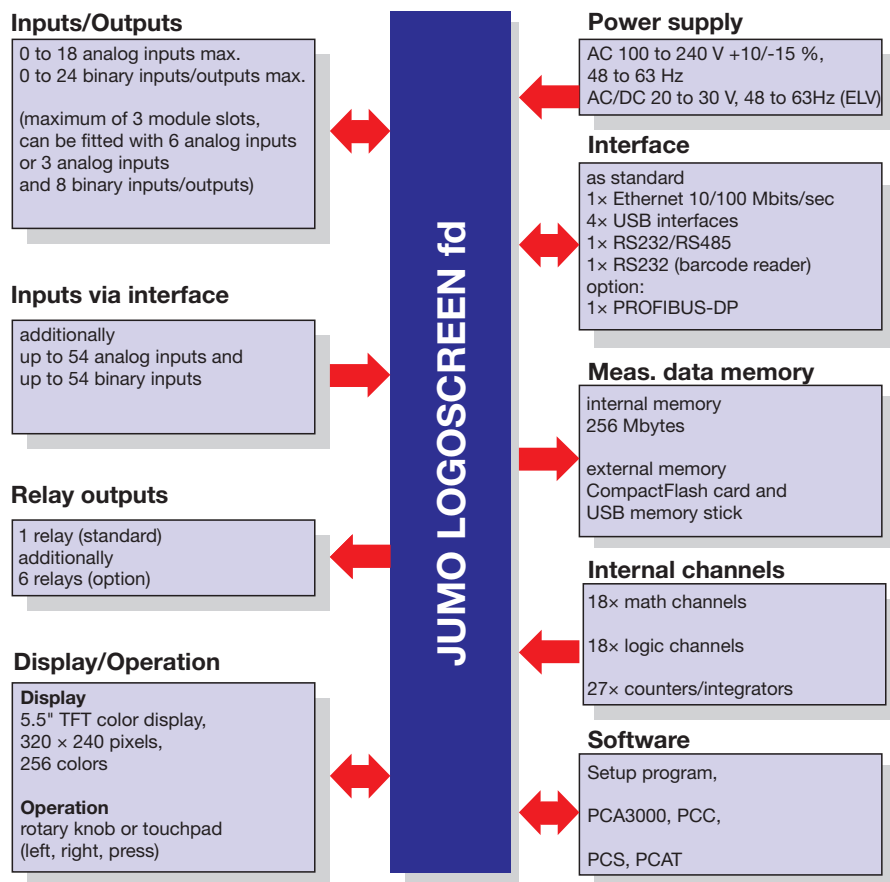 Inputs/Outputs
0 to 18 analog inputs max.
0 to 24 binary inputs/outputs max.
(maximum of 3 module slots,
can be fitted with 6 analog inputs
or 3 analog inputs
and 8 binary inputs/outputs)
Inputs via interface
additionally
up to 54 analog inputs and
up to 54 binary inputs
Relay outputs
1 relay (standard)
additionally
6 relays (option)
Display/Operation
Display
5.5" TFT color display,
320 × 240 pixels,
256 colors
Operation
rotary knob or touchpad
(left, right, press)
JUMO LOGOSCREEN fd
Power supply
AC 100 to 240 V +10/-15 %,
48 to 63 Hz
AC/DC 20 to 30 V, 48 to 63Hz (ELV)
Interface
as standard
1× Ethernet 10/100 Mbits/sec
4× USB interfaces
1× RS232/RS485
1× RS232 (barcode reader)
option:
1× PROFIBUS-DP
Meas. data memory
internal memory
256 Mbytes
external memory
CompactFlash card and
USB memory stick
Internal channels
18× math channels
18× logic channels
27× counters/integrators
Software
Setup program,
PCA3000, PCC,
PCS, PCAT